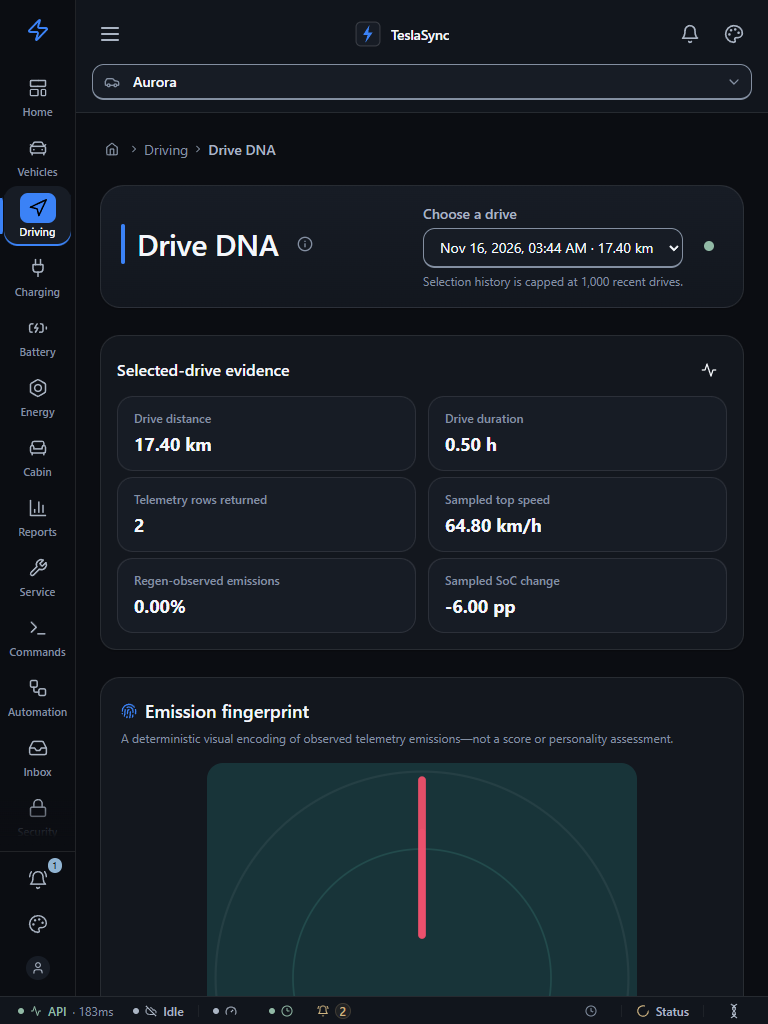 TeslaSync
Aurora
Home
Vehicles
Driving
Charging
Battery
Energy
Cabin
Reports
Service
Commands
Automation
Inbox
Security
1
Driving
Drive DNA
Drive DNA
Choose a drive
Nov 16, 2026, 03:44 AM · 17.40 km
Selection history is capped at 1,000 recent drives.
Selected-drive evidence
Drive distance
17.40 km
Drive duration
0.50 h
Telemetry rows returned
2
Sampled top speed
64.80 km/h
Regen-observed emissions
0.00%
Sampled SoC change
-6.00 pp
Emission fingerprint
A deterministic visual encoding of observed telemetry emissions—not a score or personality assessment.
API · 183ms
Idle
2
Status